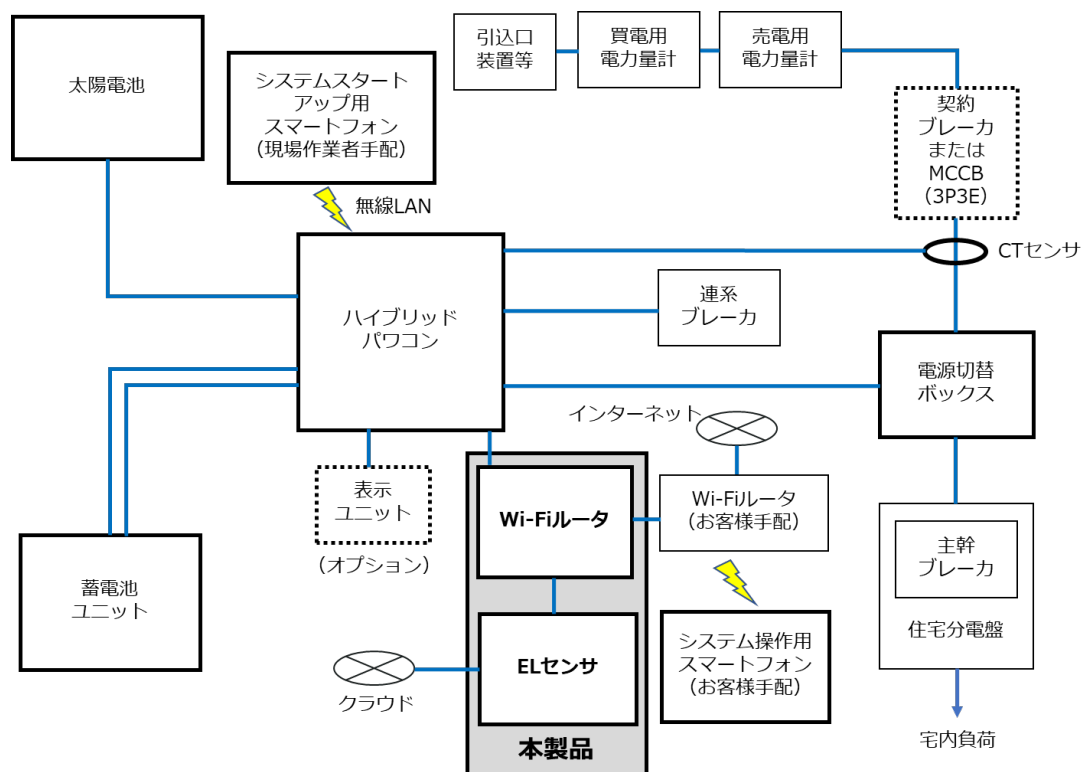 太陽電池
システムスタート
アップ用
スマートフォン
(現場作業者手配)
無線LAN
引込口
装置等
買電用
電力量計
売電用
電力量計
契約
ブレーカ
または
MCCB
(3P3E)
CTセンサ
ハイブリッド
パワコン
連系
ブレーカ
電源切替
ボックス
インターネット
表示
ユニット
(オプション)
Wi-Fiルータ
Wi-Fiルータ
(お客様手配)
主幹
ブレーカ
住宅分電盤
蓄電池
ユニット
ELセンサ
クラウド
システム操作用
スマートフォン
(お客様手配)
本製品
宅内負荷